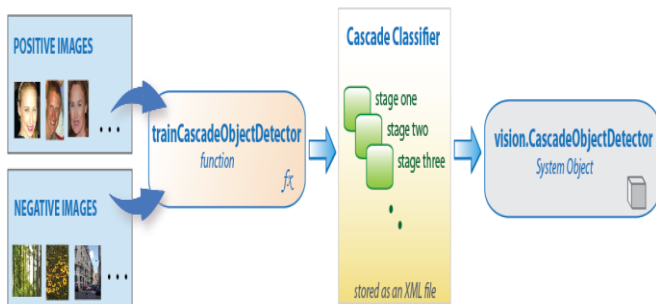 POSITIVE IMAGES
...
NEGATIVE IMAGES
...
trainCascadeObjectDetector
function
fx
Cascade Classifier
stage one
stage two
stage three
stored as an XML file
vision.CascadeObjectDetector
System Object